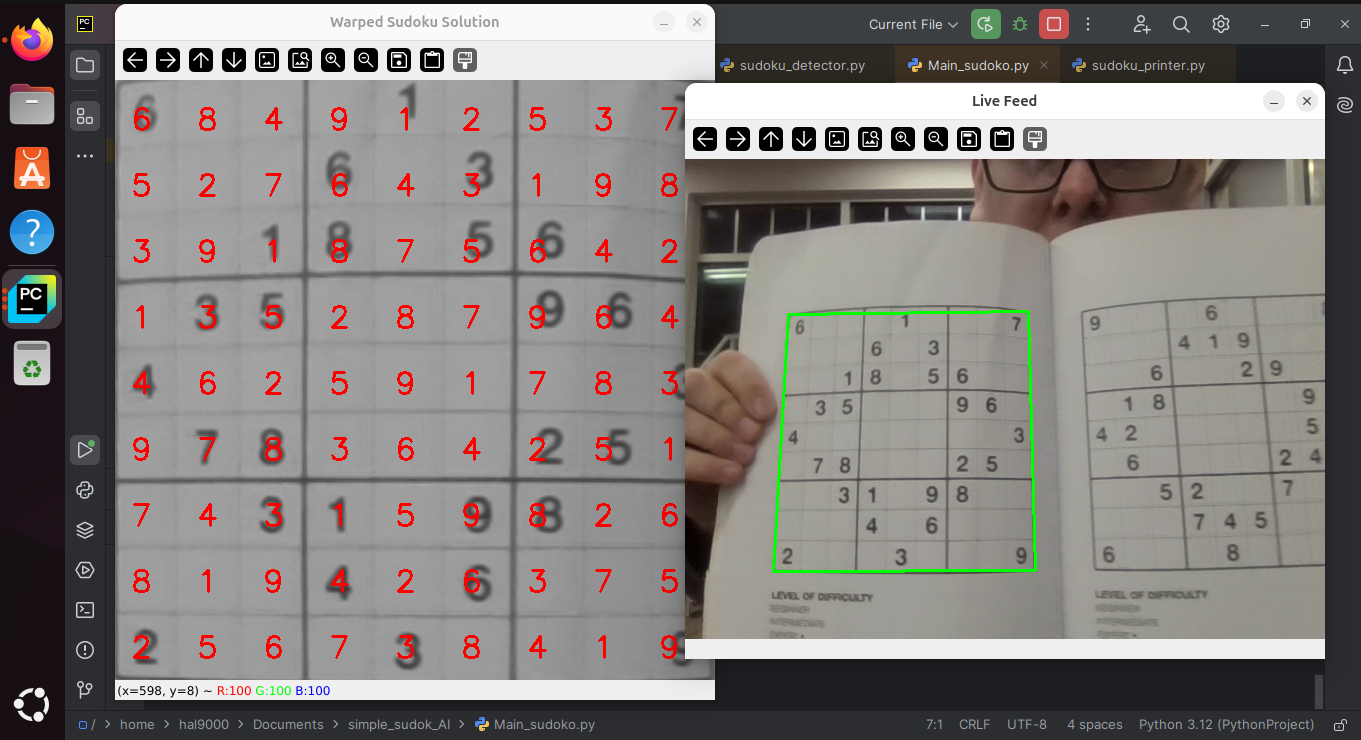 PC
Current File
Warped Sudoku Solution
sudoku_detector.py
Main_sudoko.py
sudoku_printer.py
Live Feed
6 8 4 9 1 2 5 3 7
5 2 7 6 4 3 1 9 8
3 9 1 8 7 5 6 4 2
1 3 5 2 8 7 9 6 4
4 6 2 5 9 1 7 8 3
9 7 8 3 6 4 2 5 1
7 4 3 1 5 9 8 2 6
8 1 9 4 2 6 3 7 5
2 5 6 7 3 8 4 1 9
(x=598, y=8) ~ R:100 G:100 B:100
6 1 7
6 3
1 8 5 6
3 5 9 6
4 3
7 8 2 5
3 1 9 8
4 6
2 3 9
LEVEL OF DIFFICULTY
BEGINNER
INTERMEDIATE
9 6
4 1 9
6 2 9
1 8 9
4 2 5
6 2 4
5 2 7
7 4 5
6 8
LEVEL OF DIFFICULTY
BEGINNER
INTERMEDIATE
PC
/ > home > hal9000 > Documents > simple_sudok_AI > Main_sudoko.py
7:1 CRLF UTF-8 4 spaces Python 3.12 (PythonProject)